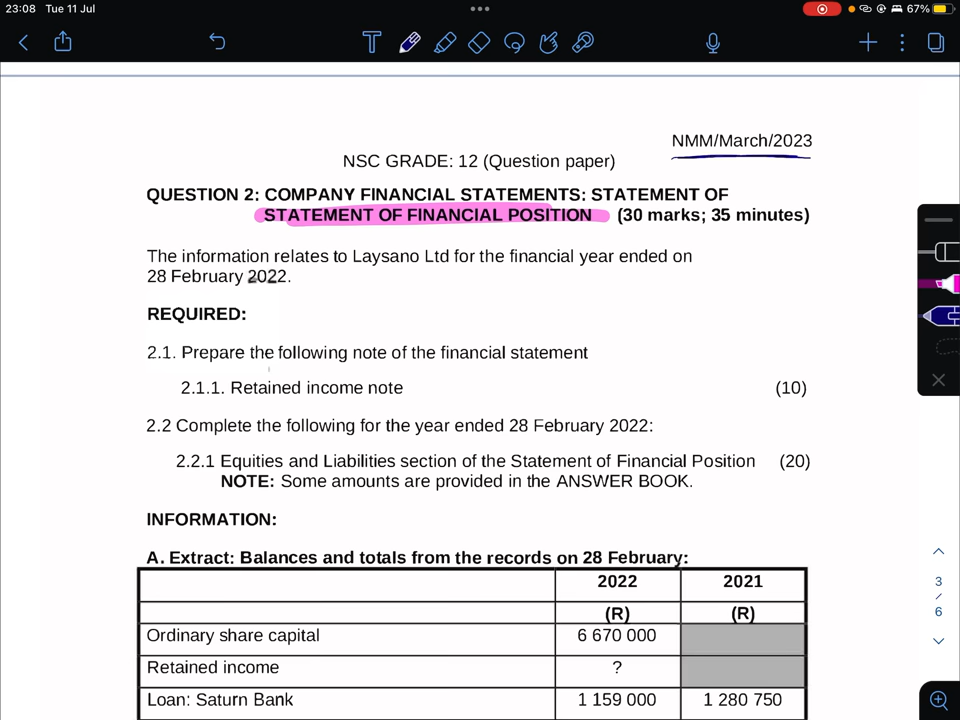 23:08 Tue 11 Jul
67%
NMM/March/2023
NSC GRADE: 12 (Question paper)
QUESTION 2: COMPANY FINANCIAL STATEMENTS: STATEMENT OF
STATEMENT OF FINANCIAL POSITION (30 marks; 35 minutes)
The information relates to Laysano Ltd for the financial year ended on
28 February 2022.
REQUIRED:
2.1. Prepare the following note of the financial statement
2.1.1. Retained income note (10)
2.2 Complete the following for the year ended 28 February 2022:
2.2.1 Equities and Liabilities section of the Statement of Financial Position (20)
NOTE: Some amounts are provided in the ANSWER BOOK.
INFORMATION:
A. Extract: Balances and totals from the records on 28 February:
2022 2021
(R) (R)
Ordinary share capital 6 670 000
Retained income ?
Loan: Saturn Bank 1 159 000 1 280 750
3
/
6